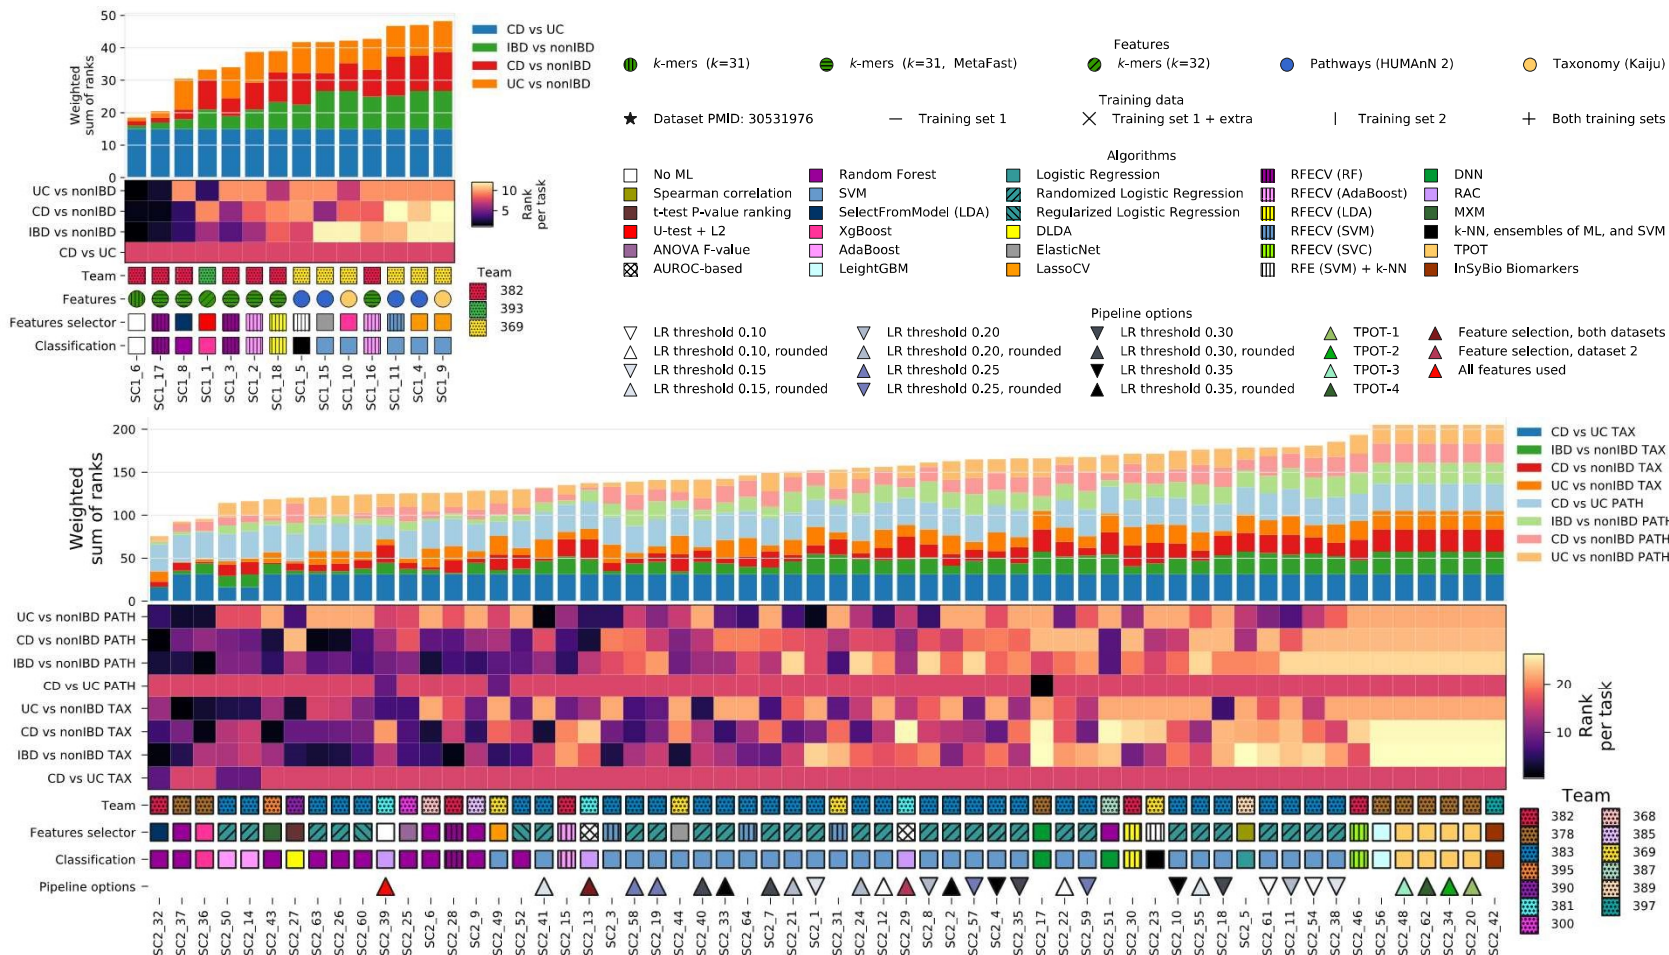 50
40
30
20
10
0
Weighted
sum of ranks
CD vs UC
IBD vs nonIBD
CD vs nonIBD
UC vs nonIBD
UC vs nonIBD
CD vs nonIBD
IBD vs nonIBD
CD vs UC
10
5
Rank
per task
Team
Features
Features selector
Classification
Team
382
393
369
SC1_6
SC1_17
SC1_8
SC1_1
SC1_3
SC1_2
SC1_18
SC1_5
SC1_15
SC1_10
SC1_16
SC1_11
SC1_4
SC1_9
Features
k-mers (k=31)
k-mers (k=31, MetaFast)
k-mers (k=32)
Pathways (HUMAnN 2)
Taxonomy (Kaiju)
Training data
Dataset PMID: 30531976
Training set 1
Training set 1 + extra
Training set 2
Both training sets
Algorithms
No ML
Spearman correlation
t-test P-value ranking
U-test + L2
ANOVA F-value
AUROC-based
Random Forest
SVM
SelectFromModel (LDA)
XgBoost
AdaBoost
LeightGBM
Logistic Regression
Randomized Logistic Regression
Regularized Logistic Regression
DLDA
ElasticNet
LassoCV
RFECV (RF)
RFECV (AdaBoost)
RFECV (LDA)
RFECV (SVM)
RFECV (SVC)
RFE (SVM) + k-NN
DNN
RAC
MXM
k-NN, ensembles of ML, and SVM
TPOT
InSyBio Biomarkers
Pipeline options
LR threshold 0.10
LR threshold 0.10, rounded
LR threshold 0.15
LR threshold 0.15, rounded
LR threshold 0.20
LR threshold 0.20, rounded
LR threshold 0.25
LR threshold 0.25, rounded
LR threshold 0.30
LR threshold 0.30, rounded
LR threshold 0.35
LR threshold 0.35, rounded
TPOT-1
TPOT-2
TPOT-3
TPOT-4
Feature selection, both datasets
Feature selection, dataset 2
All features used
200
150
100
50
0
Weighted
sum of ranks
CD vs UC TAX
IBD vs nonIBD TAX
CD vs nonIBD TAX
UC vs nonIBD TAX
CD vs UC PATH
IBD vs nonIBD PATH
CD vs nonIBD PATH
UC vs nonIBD PATH
UC vs nonIBD PATH
CD vs nonIBD PATH
IBD vs nonIBD PATH
CD vs UC PATH
UC vs nonIBD TAX
CD vs nonIBD TAX
IBD vs nonIBD TAX
CD vs UC TAX
20
10
Rank
per task
Team
Features selector
Classification
Pipeline options
Team
382
378
383
395
390
381
300
368
385
369
387
389
397
SC2_32
SC2_37
SC2_36
SC2_50
SC2_14
SC2_43
SC2_27
SC2_63
SC2_26
SC2_60
SC2_39
SC2_25
SC2_6
SC2_28
SC2_9
SC2_49
SC2_52
SC2_41
SC2_15
SC2_13
SC2_3
SC2_58
SC2_19
SC2_44
SC2_40
SC2_33
SC2_64
SC2_7
SC2_21
SC2_1
SC2_31
SC2_24
SC2_12
SC2_29
SC2_8
SC2_2
SC2_57
SC2_4
SC2_35
SC2_17
SC2_22
SC2_59
SC2_51
SC2_30
SC2_23
SC2_10
SC2_55
SC2_18
SC2_5
SC2_61
SC2_11
SC2_54
SC2_38
SC2_46
SC2_56
SC2_48
SC2_62
SC2_34
SC2_20
SC2_42